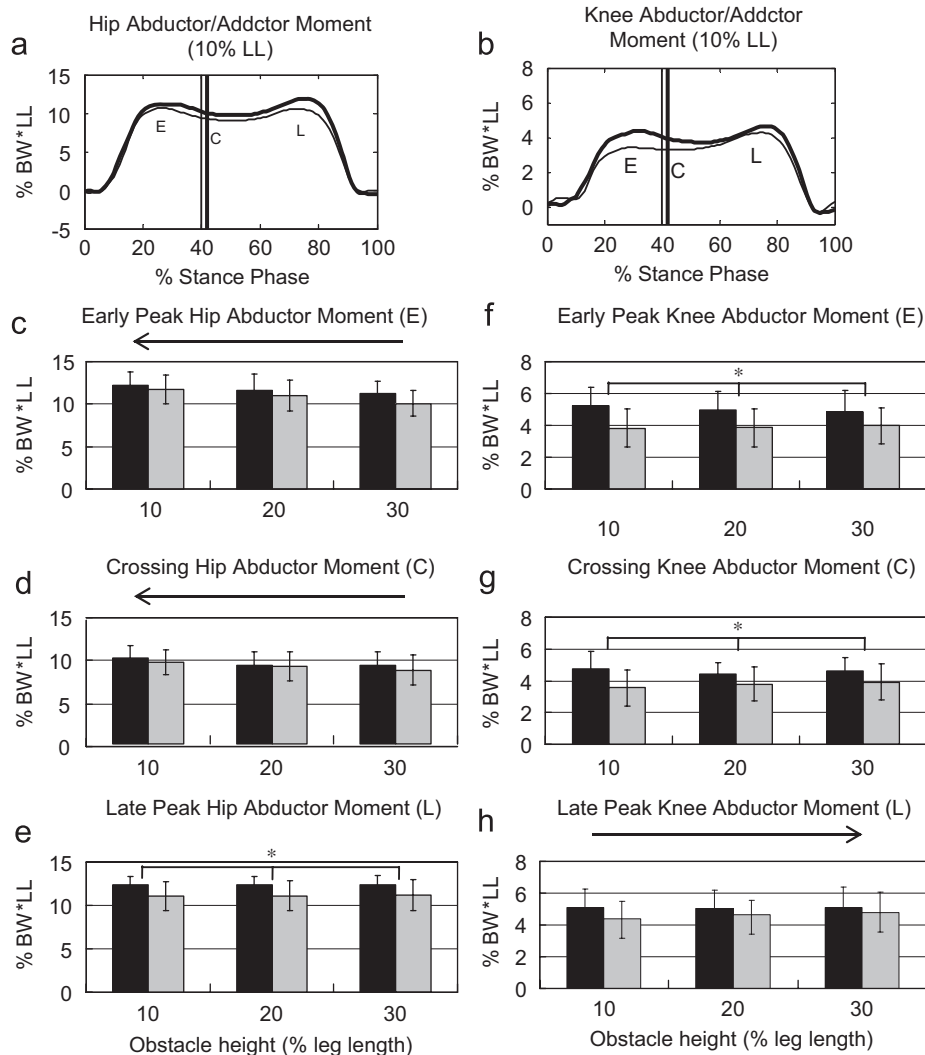 a
Hip Abductor/Addctor Moment
(10% LL)
% BW*LL
15
10
5
0
-5
E
C
L
0 20 40 60 80 100
% Stance Phase
b
Knee Abductor/Addctor
Moment (10% LL)
% BW*LL
8
6
4
2
0
E
C
L
0 20 40 60 80 100
% Stance Phase
c
Early Peak Hip Abductor Moment (E)
% BW*LL
15
10
5
0
10 20 30
d
Crossing Hip Abductor Moment (C)
% BW*LL
15
10
5
0
10 20 30
e
Late Peak Hip Abductor Moment (L)
*
% BW*LL
15
10
5
0
10 20 30
Obstacle height (% leg length)
f
Early Peak Knee Abductor Moment (E)
*
% BW*LL
8
6
4
2
0
10 20 30
g
Crossing Knee Abductor Moment (C)
*
% BW*LL
8
6
4
2
0
10 20 30
h
Late Peak Knee Abductor Moment (L)
% BW*LL
8
6
4
2
0
10 20 30
Obstacle height (% leg length)